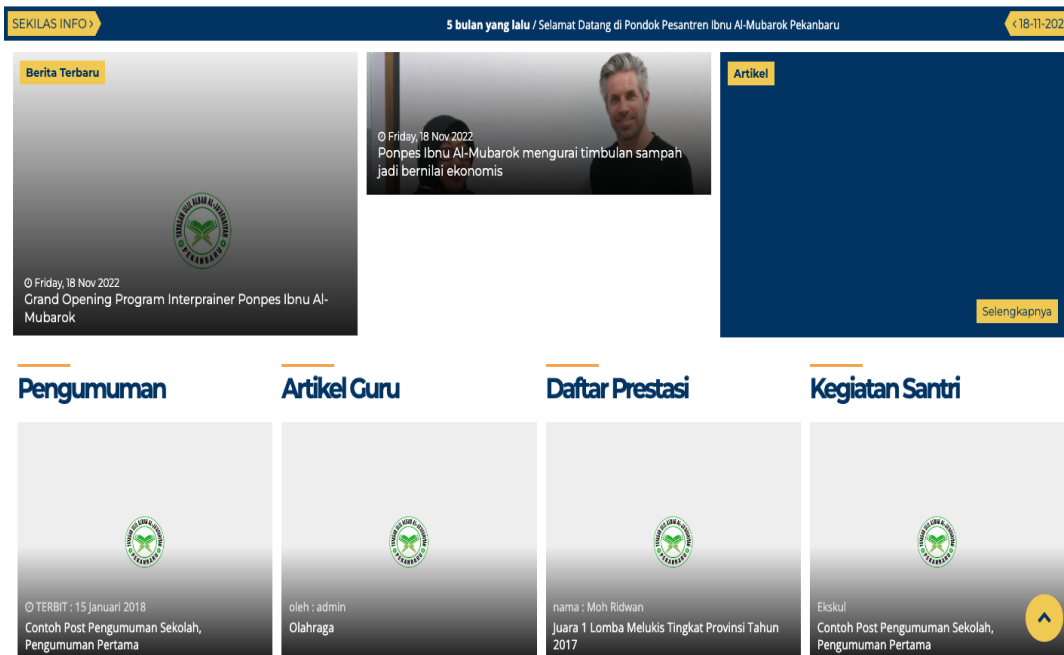 SEKILAS INFO ›
5 bulan yang lalu / Selamat Datang di Pondok Pesantren Ibnu Al-Mubarok Pekanbaru
‹ 18-11-202
Berita Terbaru
Friday, 18 Nov 2022
Grand Opening Program Interprainer Ponpes Ibnu Al-
Mubarok
Friday, 18 Nov 2022
Ponpes Ibnu Al-Mubarok mengurai timbulan sampah
jadi bernilai ekonomis
Artikel
Selengkapnya
Pengumuman
TERBIT : 15 Januari 2018
Contoh Post Pengumuman Sekolah,
Pengumuman Pertama
Artikel Guru
oleh : admin
Olahraga
Daftar Prestasi
nama : Moh Ridwan
Juara 1 Lomba Melukis Tingkat Provinsi Tahun
2017
Kegiatan Santri
Ekskul
Contoh Post Pengumuman Sekolah,
Pengumuman Pertama